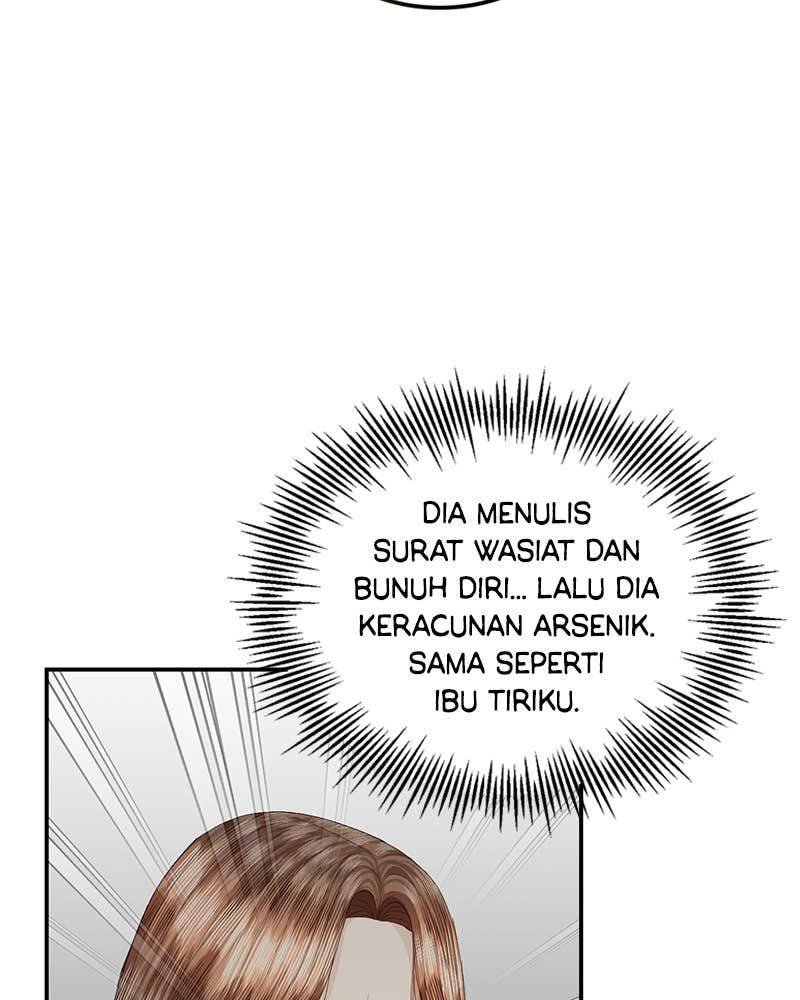 DIA MENULIS
SURAT WASIAT DAN
BUNUH DIRI... LALU DIA
KERACUNAN ARSENIK.
SAMA SEPERTI
IBU TIRIKU.